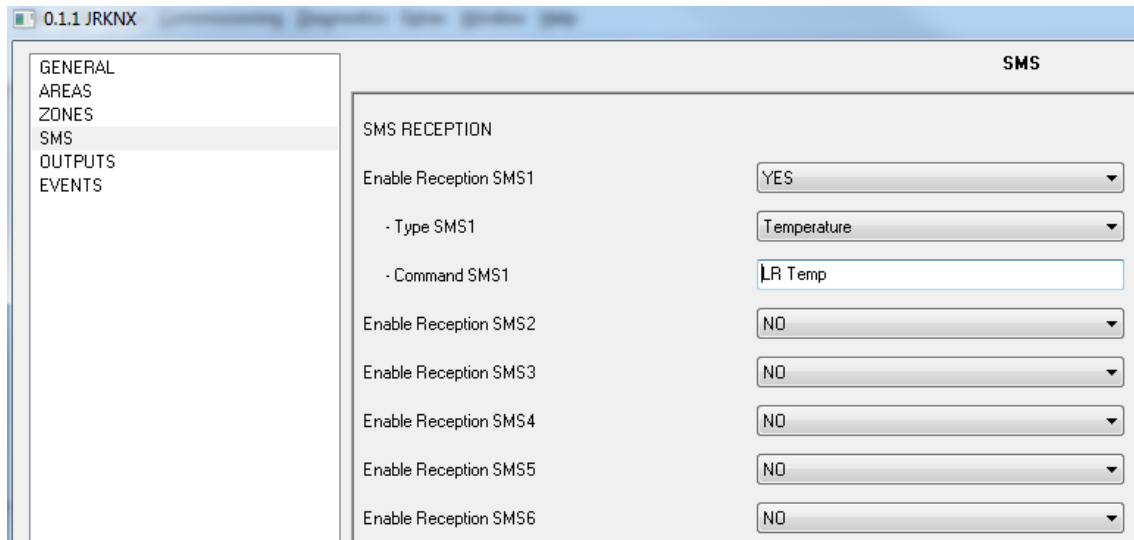 0.1.1 JRKNX
GENERAL
AREAS
ZONES
SMS
OUTPUTS
EVENTS
SMS
SMS RECEPTION
Enable Reception SMS1 YES
- Type SMS1 Temperature
- Command SMS1 LR Temp
Enable Reception SMS2 NO
Enable Reception SMS3 NO
Enable Reception SMS4 NO
Enable Reception SMS5 NO
Enable Reception SMS6 NO